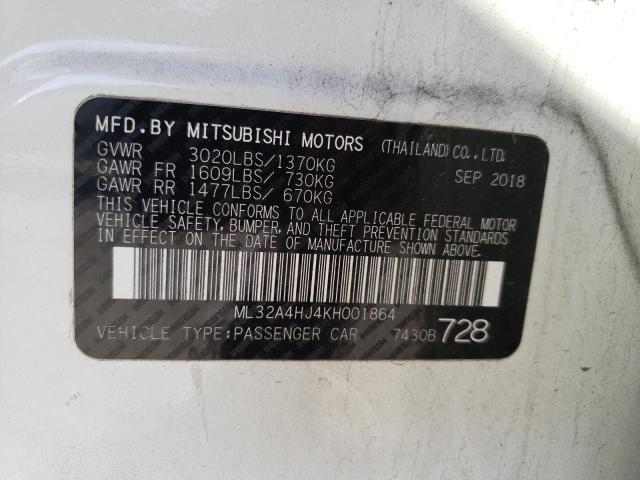 MFD.BY MITSUBISHI MOTORS (THAILAND)CO.,LTD.
GVWR 3020LBS/1370KG SEP 2018
GAWR FR 1609LBS/ 730KG
GAWR RR 1477LBS/ 670KG
THIS VEHICLE CONFORMS TO ALL APPLICABLE FEDERAL MOTOR
VEHICLE SAFETY, BUMPER, AND THEFT PREVENTION STANDARDS
IN EFFECT ON THE DATE OF MANUFACTURE SHOWN ABOVE.
ML32A4HJ4KH001864
VEHICLE TYPE:PASSENGER CAR 7430B 728